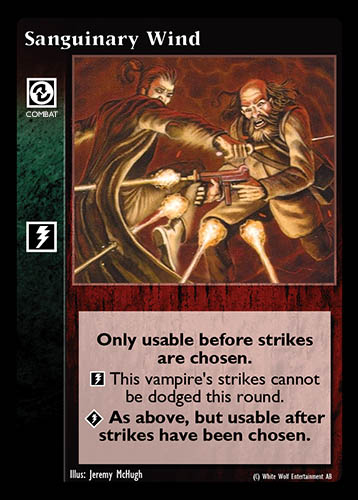 Sanguinary Wind
COMBAT
Only usable before strikes
are chosen.
This vampire's strikes cannot
be dodged this round.
As above, but usable after
strikes have been chosen.
Illus: Jeremy McHugh
(C) White Wolf Entertainment AB